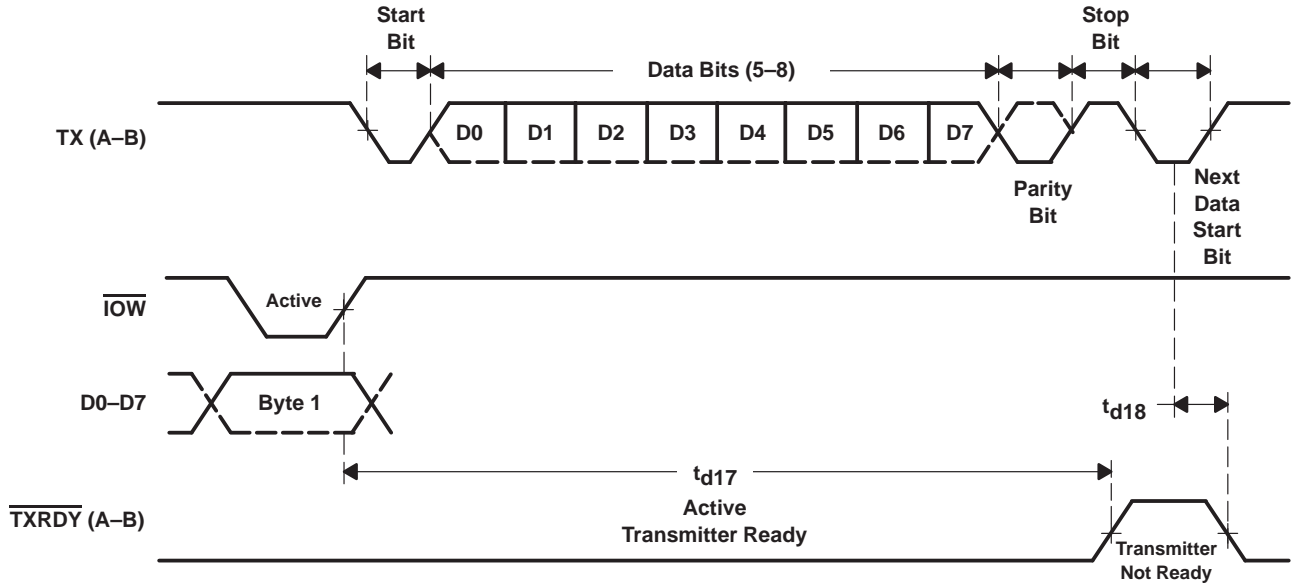 Start
Bit
Stop
Bit
Data Bits (5–8)
TX (A–B)
D0 D1 D2 D3 D4 D5 D6 D7
Parity
Bit
Next
Data
Start
Bit
IOW
Active
D0–D7
Byte 1
td18
td17
TXRDY (A–B)
Active
Transmitter Ready
Transmitter
Not Ready